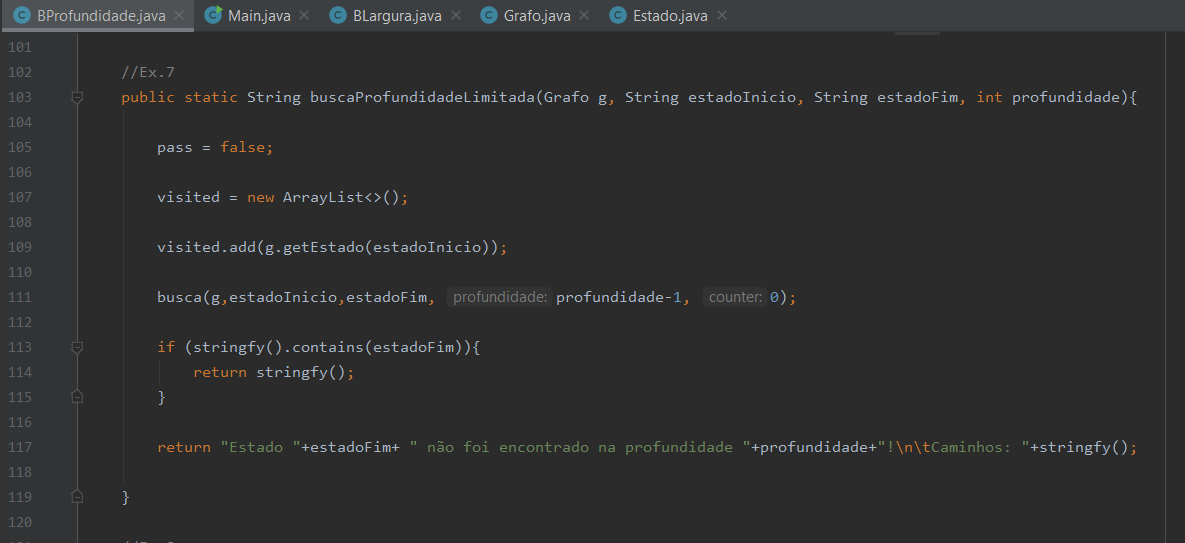 BProfundidade.java Main.java BLargura.java Grafo.java Estado.java
101
102 //Ex.7
103 public static String buscaProfundidadeLimitada(Grafo g, String estadoInicio, String estadoFim, int profundidade){
104
105 pass = false;
106
107 visited = new ArrayList<>();
108
109 visited.add(g.getEstado(estadoInicio));
110
111 busca(g,estadoInicio,estadoFim, profundidade: profundidade-1, counter: 0);
112
113 if (stringfy().contains(estadoFim)){
114 return stringfy();
115 }
116
117 return "Estado "+estadoFim+ " não foi encontrado na profundidade "+profundidade+"!\n\tCaminhos: "+stringfy();
118
119 }
120